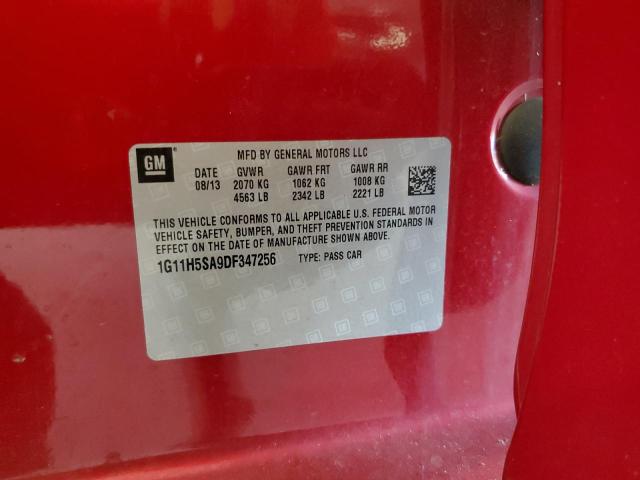 GM
MFD BY GENERAL MOTORS LLC
DATE GVWR GAWR FRT GAWR RR
08/13 2070 KG 1062 KG 1008 KG
4563 LB 2342 LB 2221 LB
THIS VEHICLE CONFORMS TO ALL APPLICABLE U.S. FEDERAL MOTOR
VEHICLE SAFETY, BUMPER, AND THEFT PREVENTION STANDARDS IN
EFFECT ON THE DATE OF MANUFACTURE SHOWN ABOVE.
1G11H5SA9DF347256 TYPE: PASS CAR